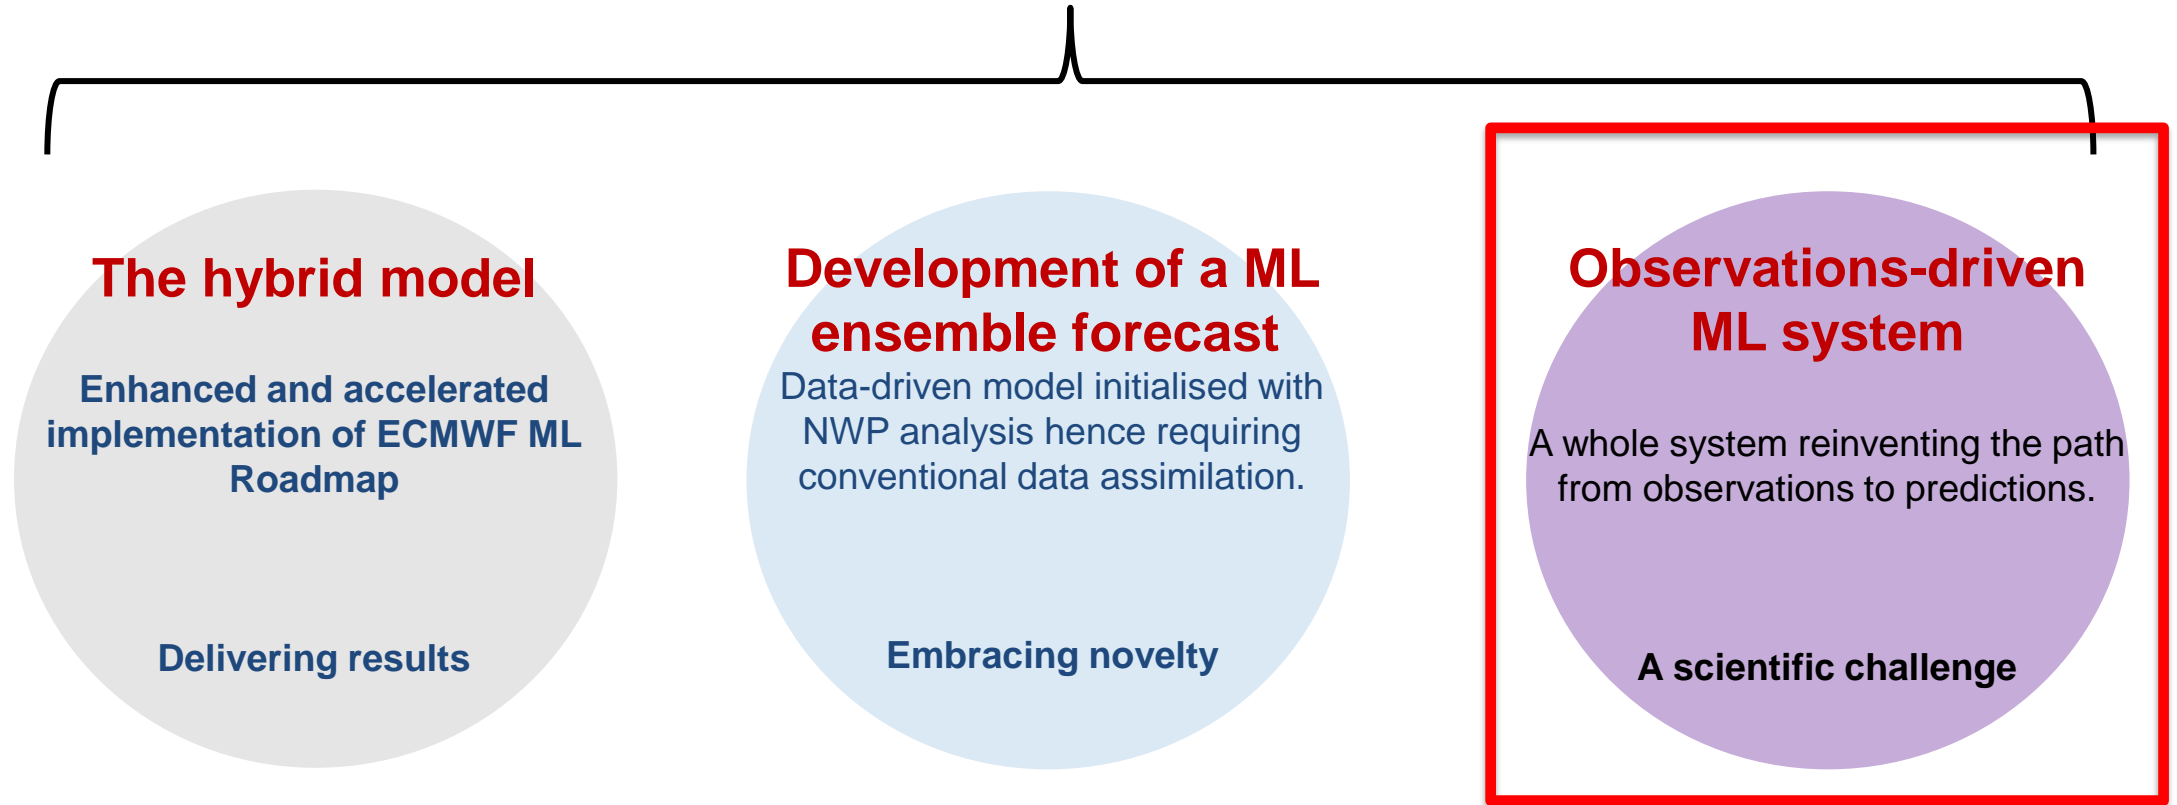 The hybrid model
Enhanced and accelerated
implementation of ECMWF ML
Roadmap
Delivering results
Development of a ML
ensemble forecast
Data-driven model initialised with
NWP analysis hence requiring
conventional data assimilation.
Embracing novelty
Observations-driven
ML system
A whole system reinventing the path
from observations to predictions.
A scientific challenge